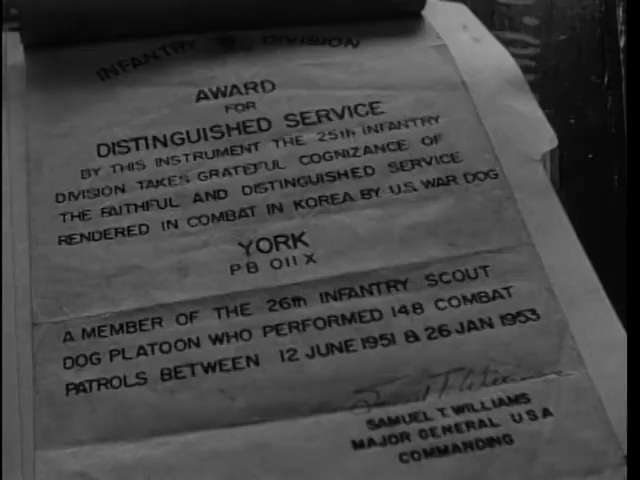 INFANTRY DIVISION
AWARD
FOR
DISTINGUISHED SERVICE
BY THIS INSTRUMENT THE 25th INFANTRY
DIVISION TAKES GRATEFUL COGNIZANCE OF
THE FAITHFUL AND DISTINGUISHED SERVICE
RENDERED IN COMBAT IN KOREA BY U.S. WAR DOG
YORK
PB 011X
A MEMBER OF THE 26th INFANTRY SCOUT
DOG PLATOON WHO PERFORMED 148 COMBAT
PATROLS BETWEEN 12 JUNE 1951 & 26 JAN 1953
SAMUEL T. WILLIAMS
MAJOR GENERAL USA
COMMANDING